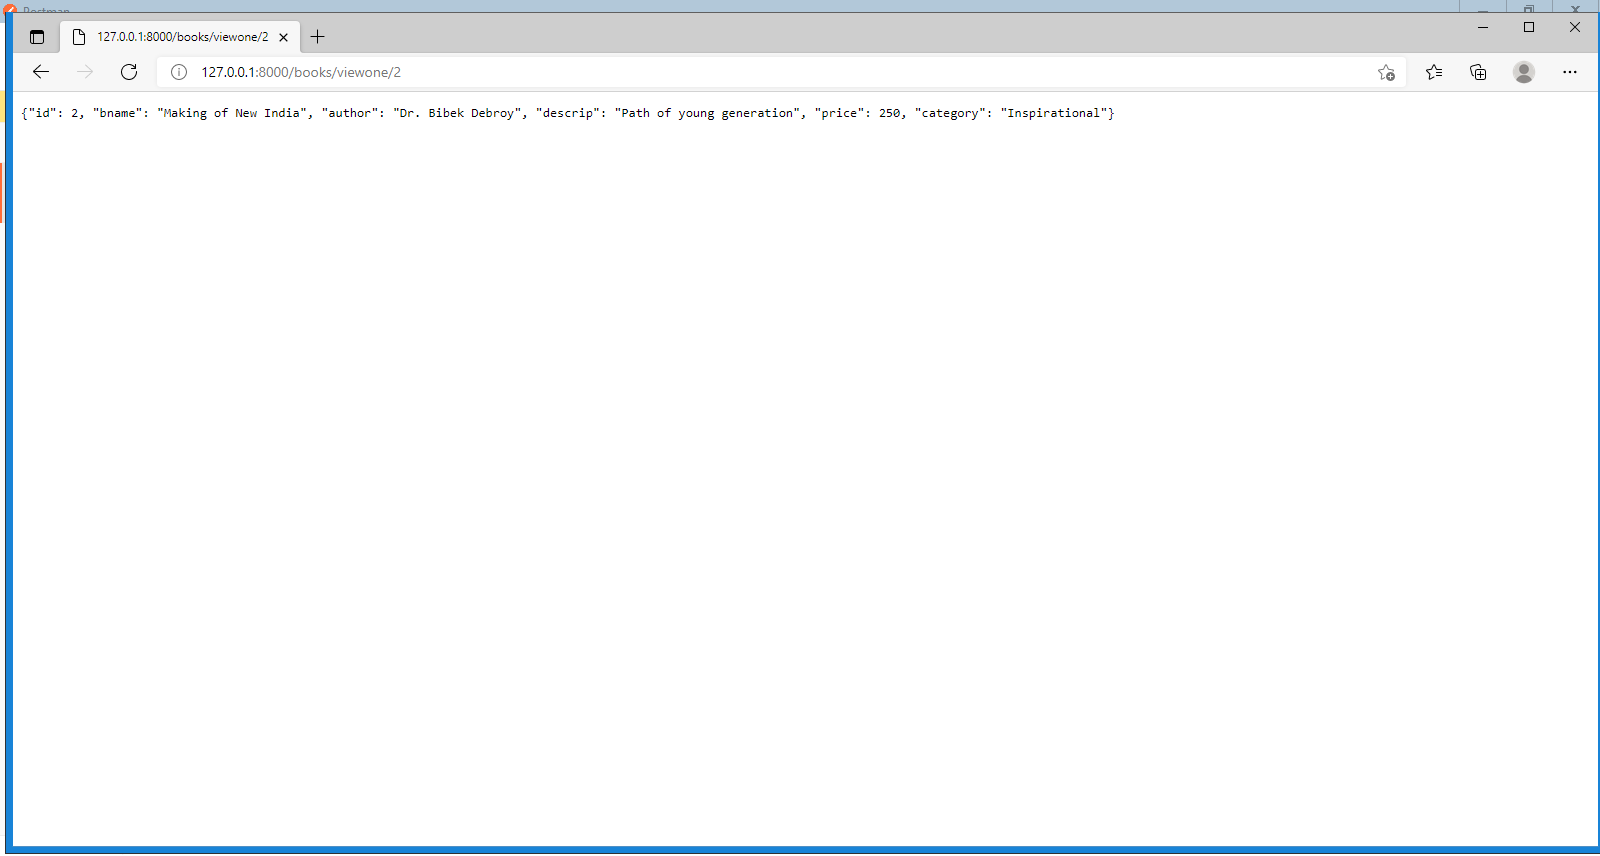 Postman
127.0.0.1:8000/books/viewone/2
127.0.0.1:8000/books/viewone/2
{"id": 2, "bname": "Making of New India", "author": "Dr. Bibek Debroy", "descrip": "Path of young generation", "price": 250, "category": "Inspirational"}